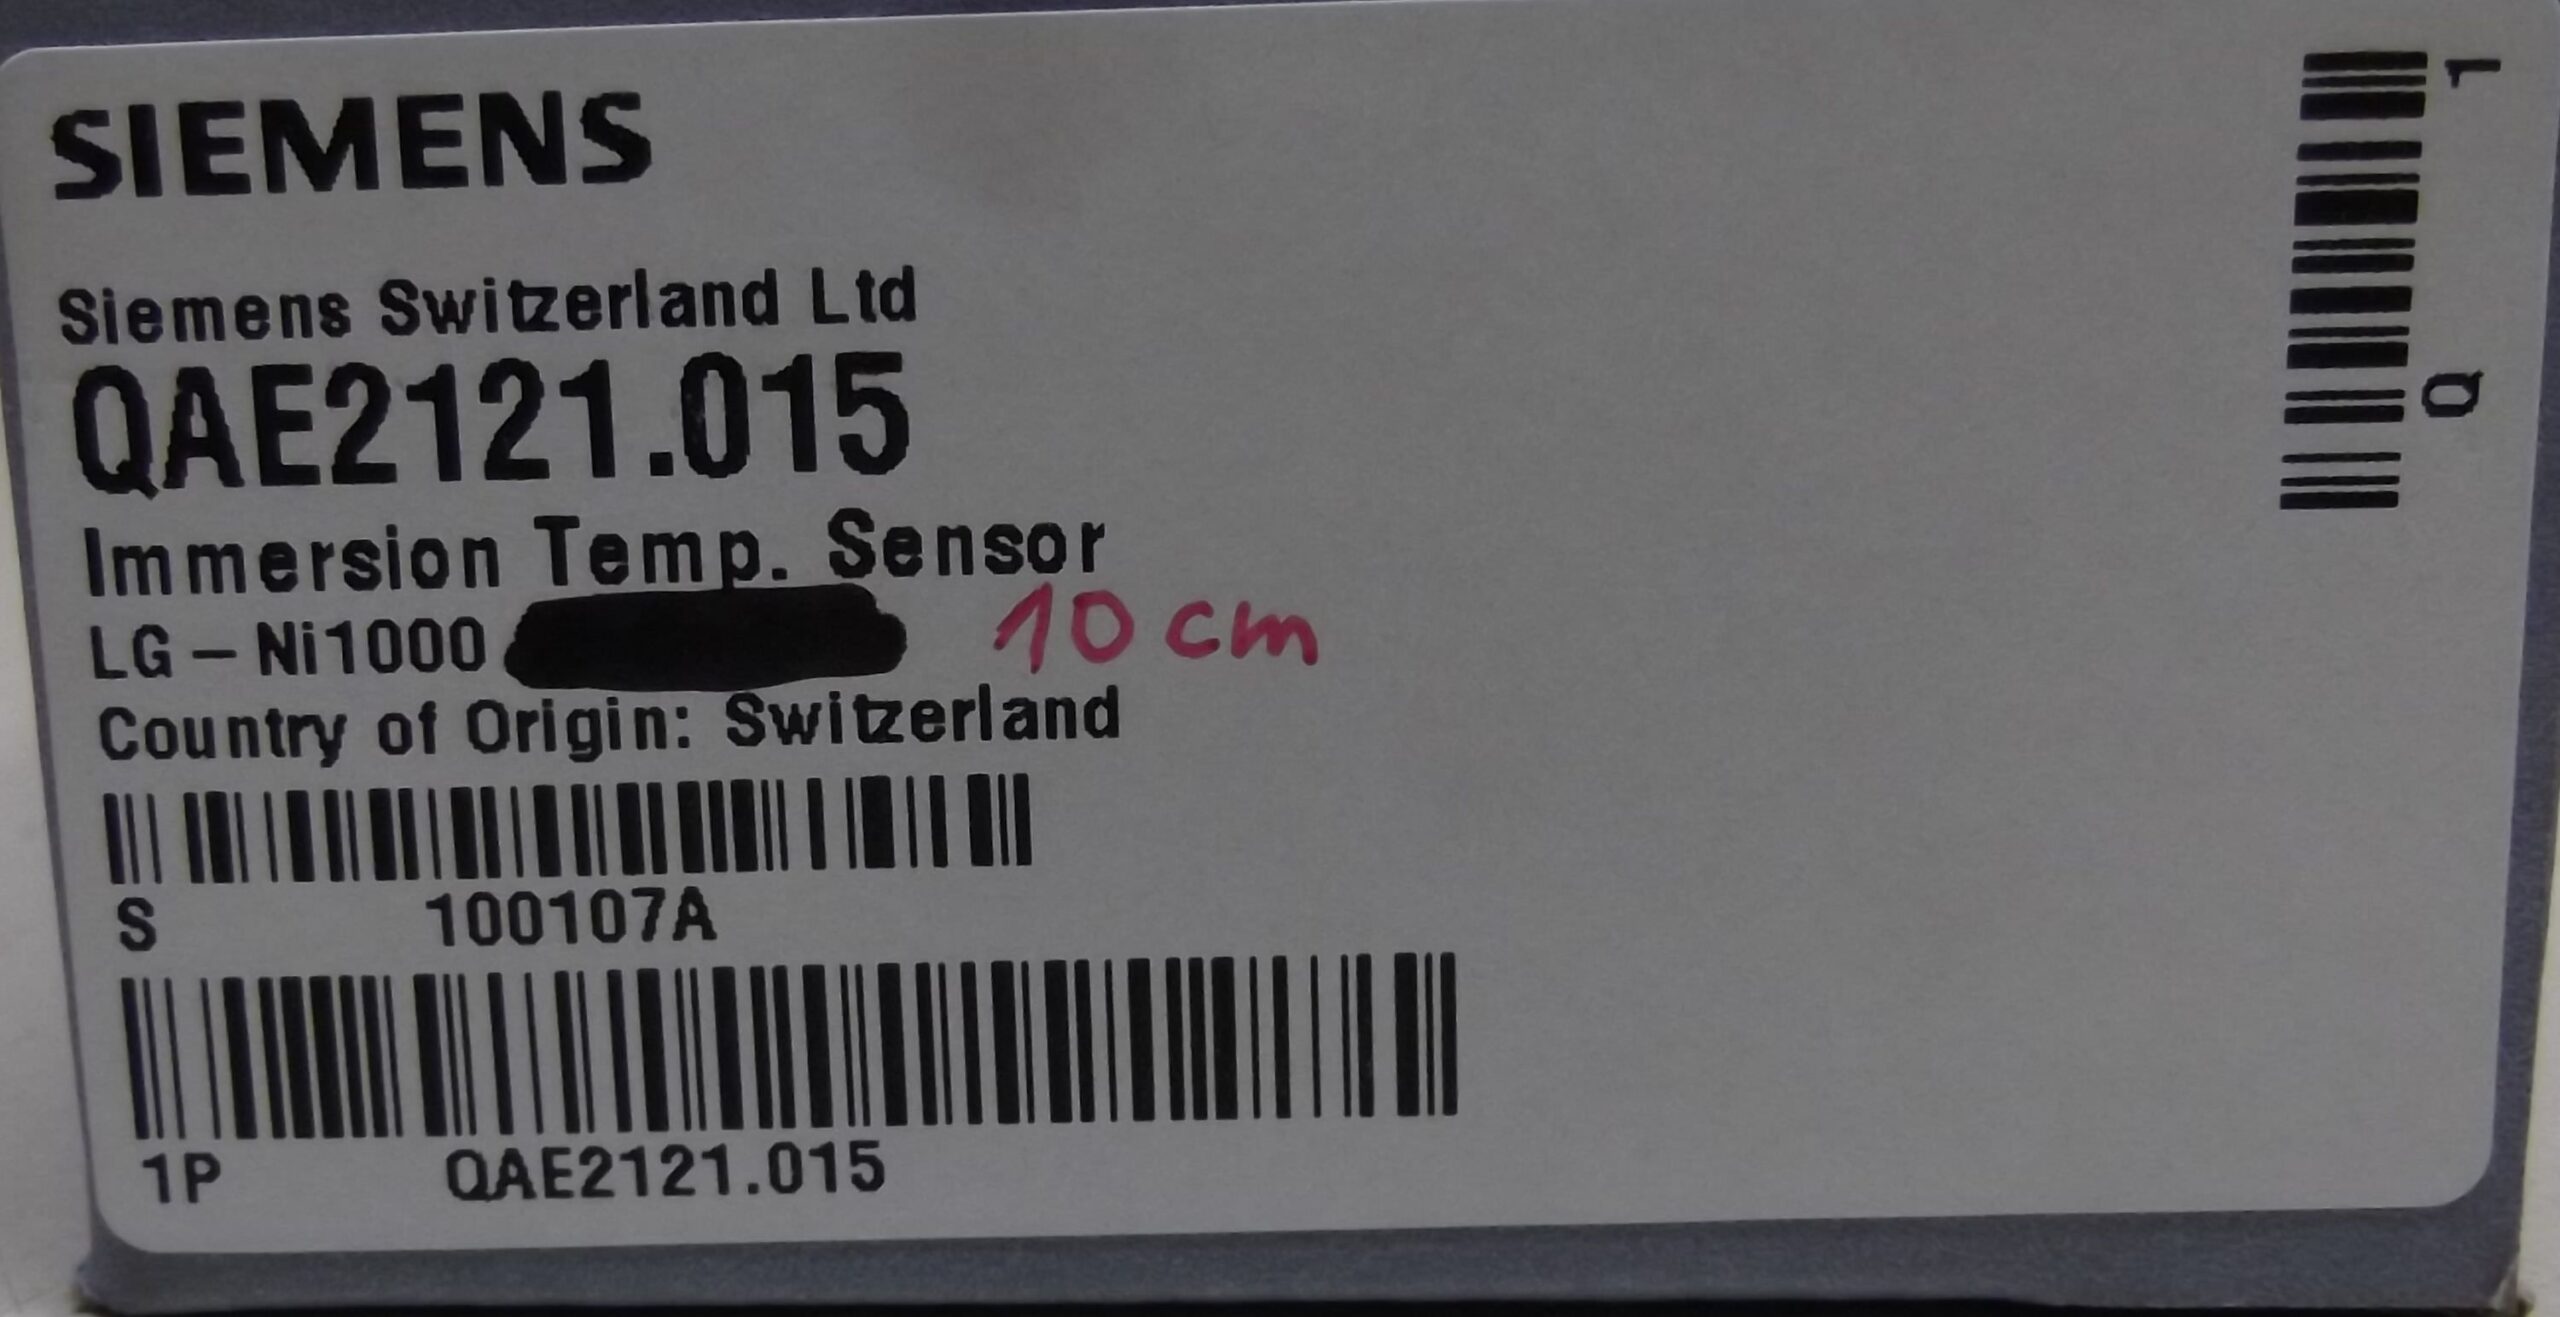 SIEMENS
Siemens Switzerland Ltd
QAE2121.015
Immersion Temp. Sensor
LG-Ni1000 10 cm
Country of Origin: Switzerland
S 100107A
1P QAE2121.015
Q 1